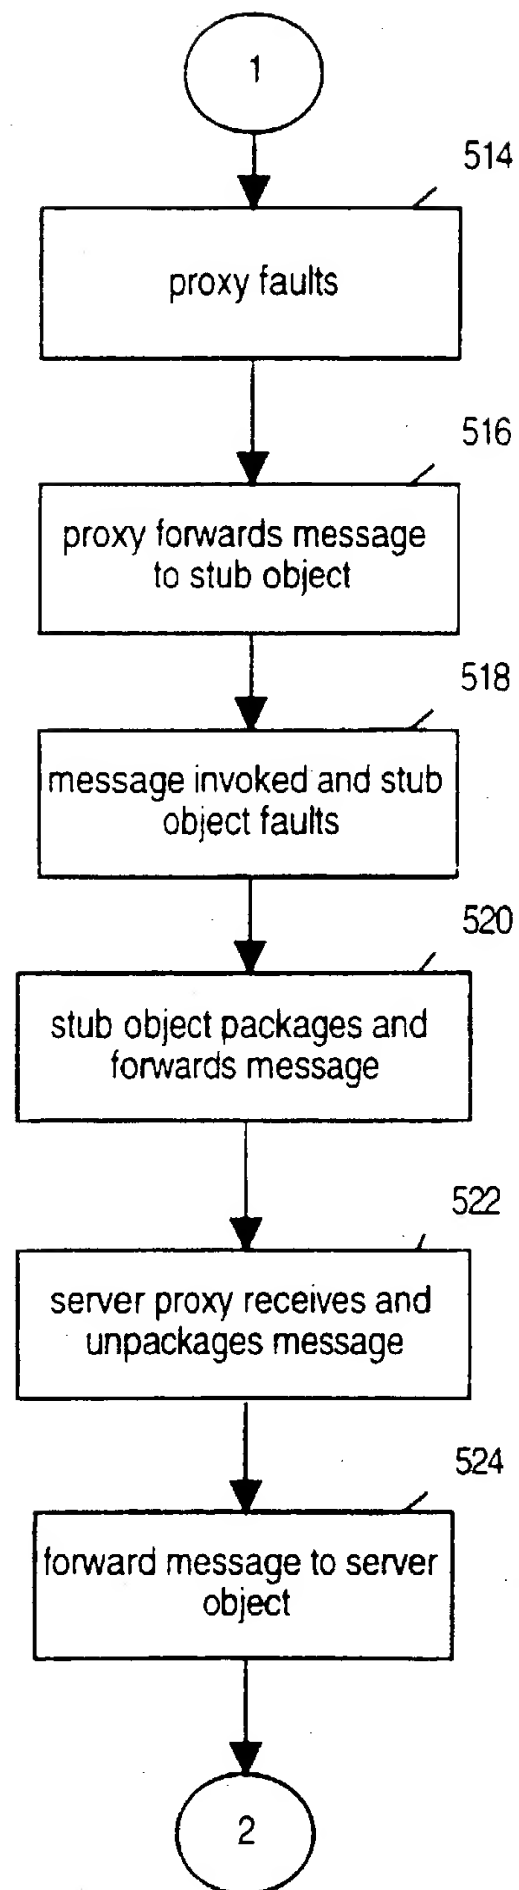 1
514
proxy faults
516
proxy forwards message
to stub object
518
message invoked and stub
object faults
520
stub object packages and
forwards message
522
server proxy receives and
unpackages message
524
forward message to server
object
2